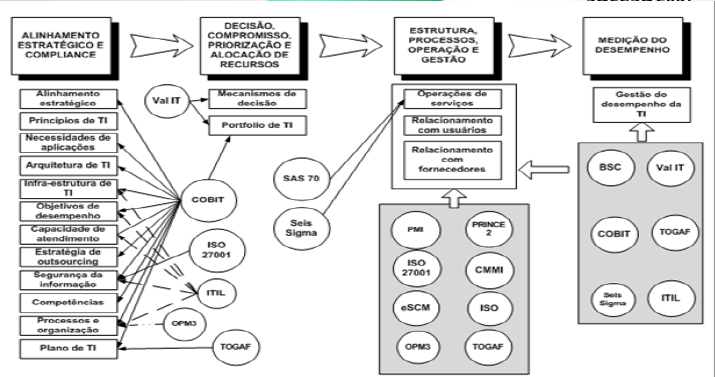 ALINHAMENTO
ESTRATÉGICO E
COMPLIANCE
DECISÃO,
COMPROMISSO,
PRIORIZAÇÃO E
ALOCAÇÃO DE
RECURSOS
ESTRUTURA,
PROCESSOS,
OPERAÇÃO E
GESTÃO
MEDIÇÃO DO
DESEMPENHO
Alinhamento
estratégico
Princípios de TI
Necessidades de
aplicações
Arquitetura de TI
Infra-estrutura de
TI
Objetivos de
desempenho
Capacidade de
atendimento
Estratégia de
outsourcing
Segurança da
informação
Competências
Processos e
organização
Plano de TI
Val IT
Mecanismos de
decisão
Portfolio de TI
COBIT
ISO
27001
ITIL
OPM3
TOGAF
SAS 70
Seis
Sigma
Operações de
serviços
Relacionamento
com usuários
Relacionamento
com
fornecedores
PMI
PRINCE
2
ISO
27001
CMMI
eSCM
ISO
OPM3
TOGAF
Gestão do
desempenho da
TI
BSC
Val IT
COBIT
TOGAF
Seis
Sigma
ITIL